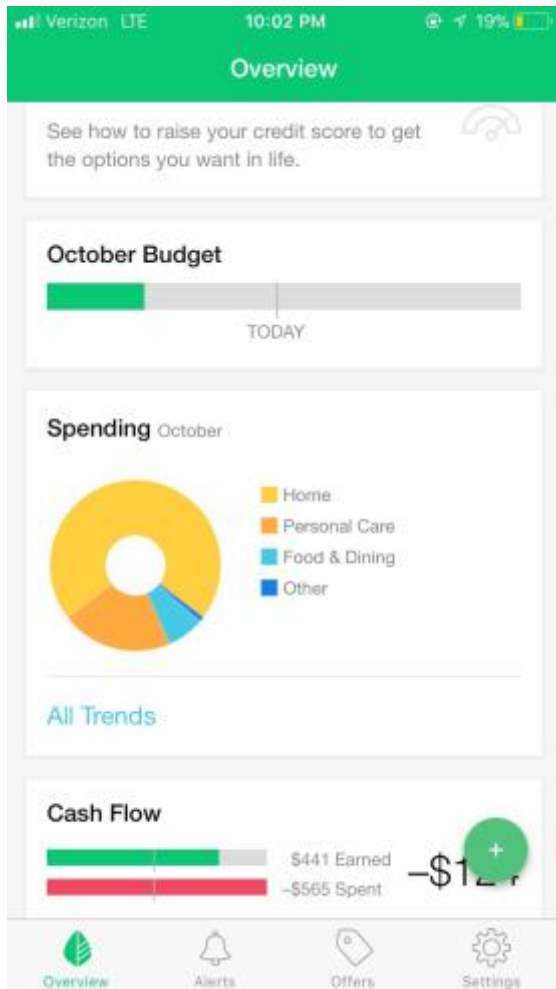 Verizon LTE 10:02 PM 19%
Overview
See how to raise your credit score to get
the options you want in life.
October Budget
TODAY
Spending October
Home
Personal Care
Food & Dining
Other
All Trends
Cash Flow
$441 Earned
-$565 Spent
+
Overview Alerts Offers Settings